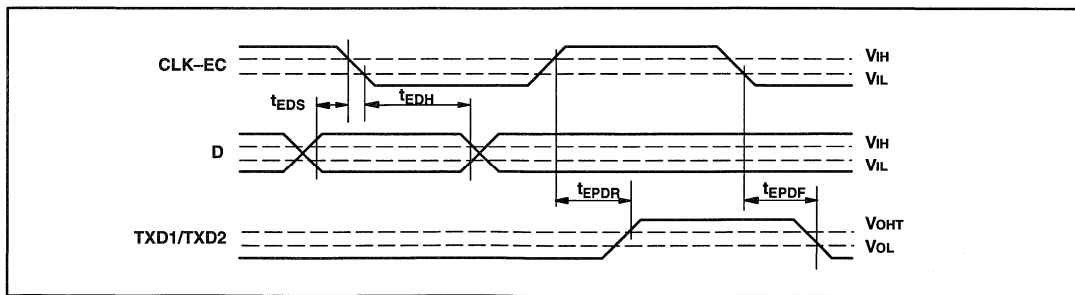 CLK–EC
VIH
VIL
tEDS
tEDH
D
VIH
VIL
tEPDR
tEPDF
TXD1/TXD2
VOHT
VOL